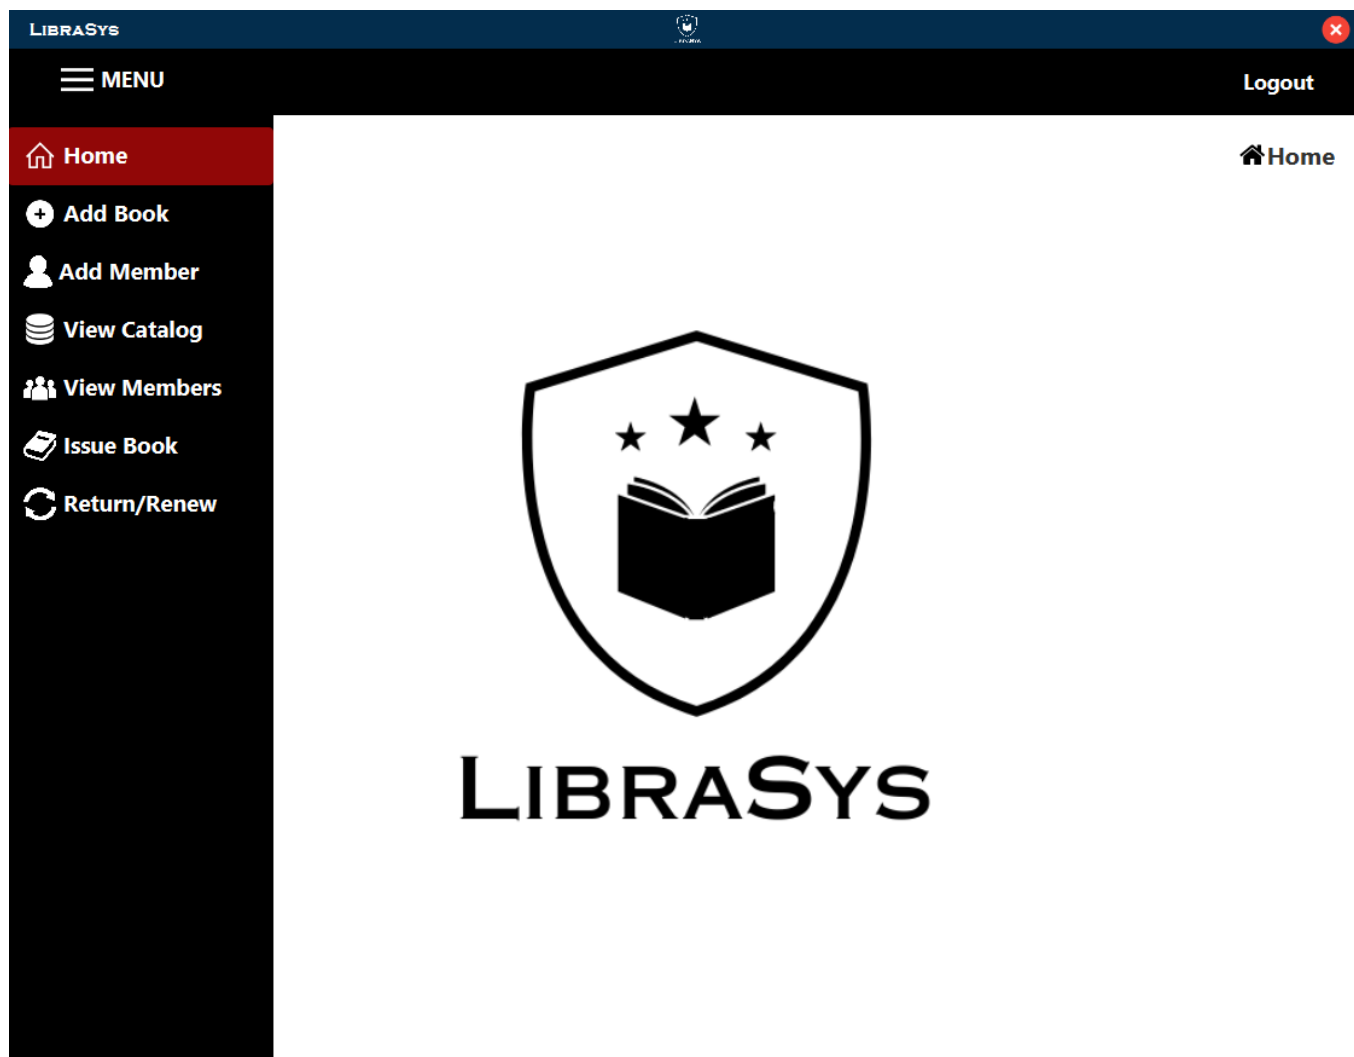 LibraSys
MENU
Logout
Home
Home
Add Book
Add Member
View Catalog
View Members
Issue Book
Return/Renew
LibraSys